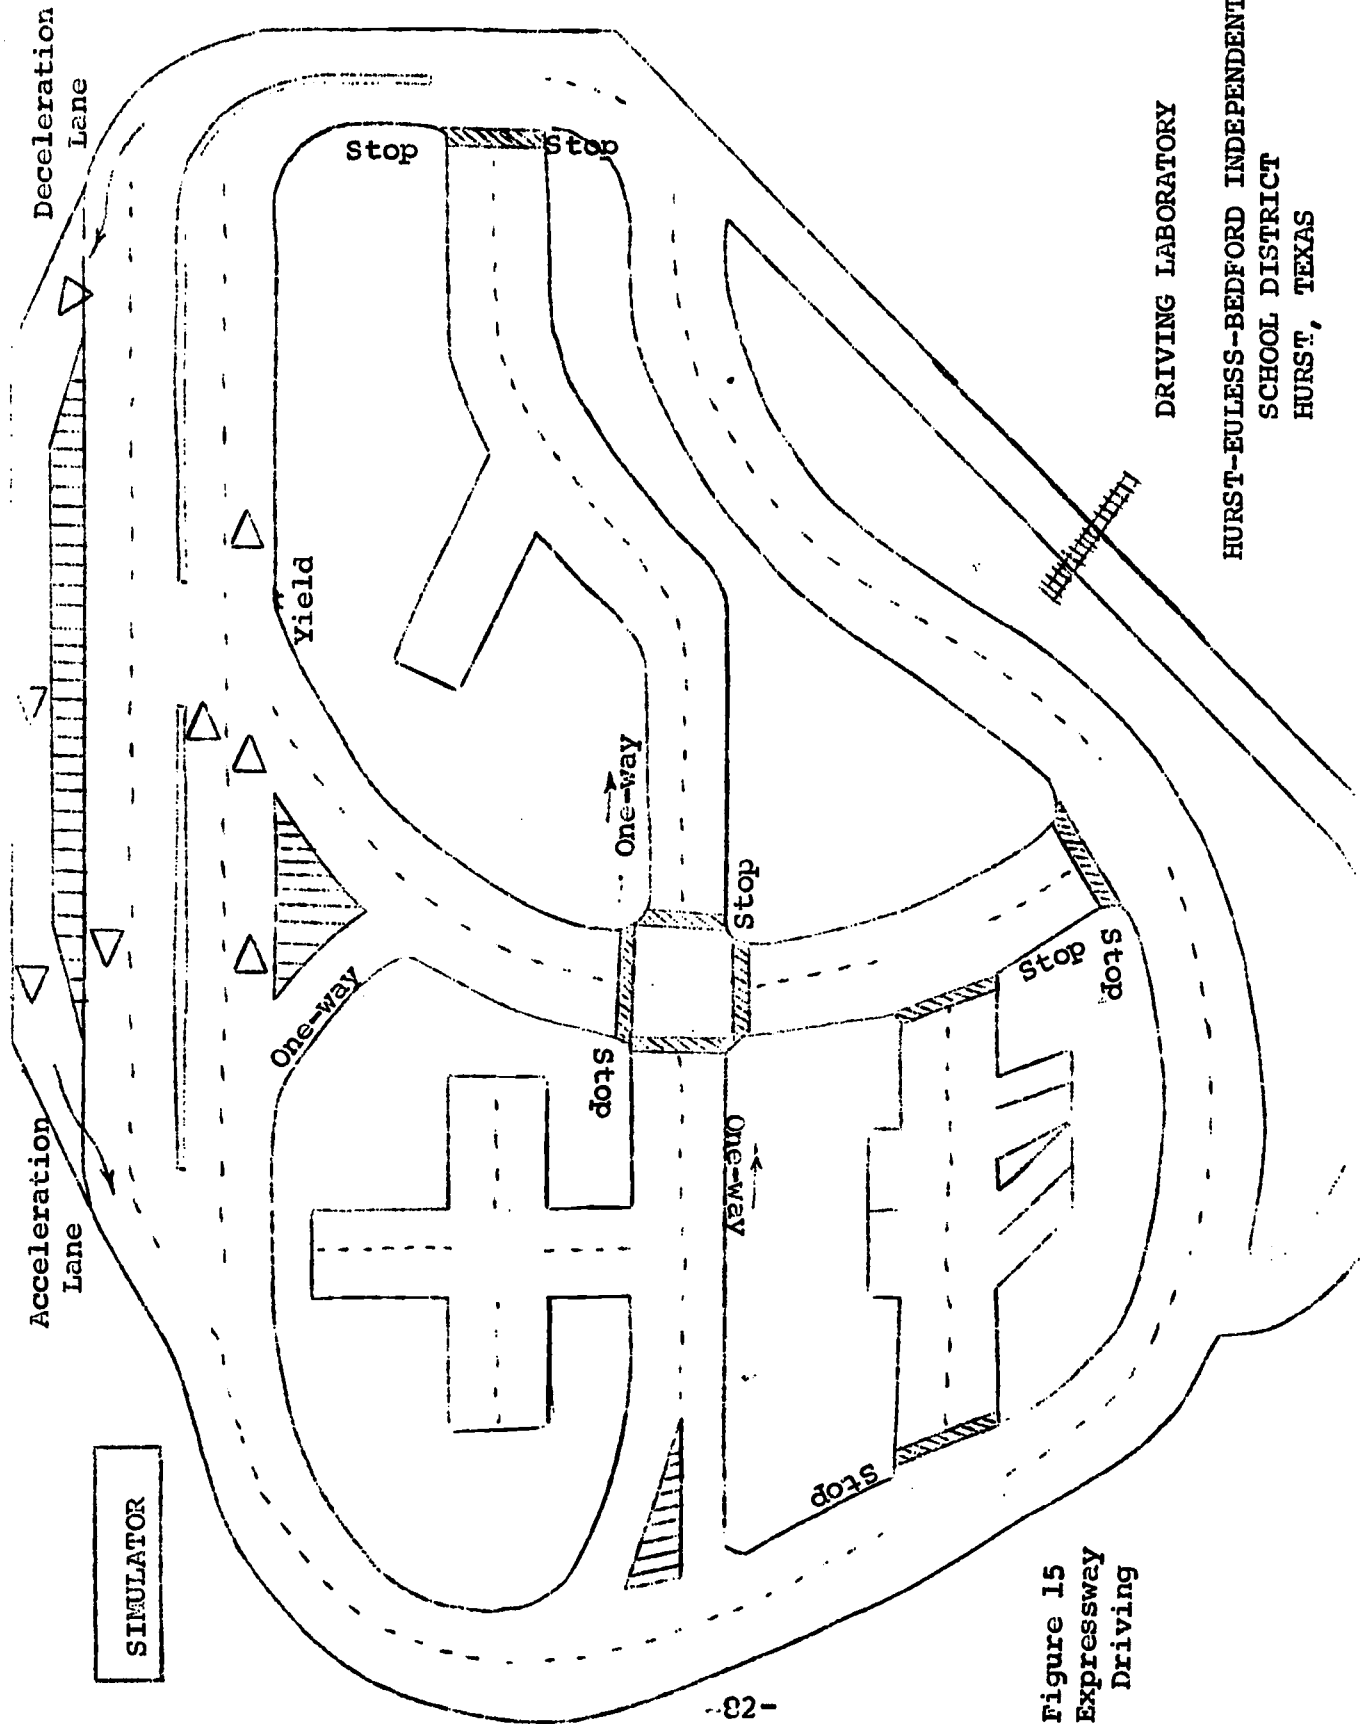 Deceleration
Lane
Acceleration
Lane
SIMULATOR
Stop
Stop
Yield
One-way
One-way
Stop
Stop
One-way
Stop
Stop
Stop
DRIVING LABORATORY
HURST-EULESS-BEDFORD INDEPENDENT
SCHOOL DISTRICT
HURST, TEXAS
Figure 15
Expressway
Driving
-82-